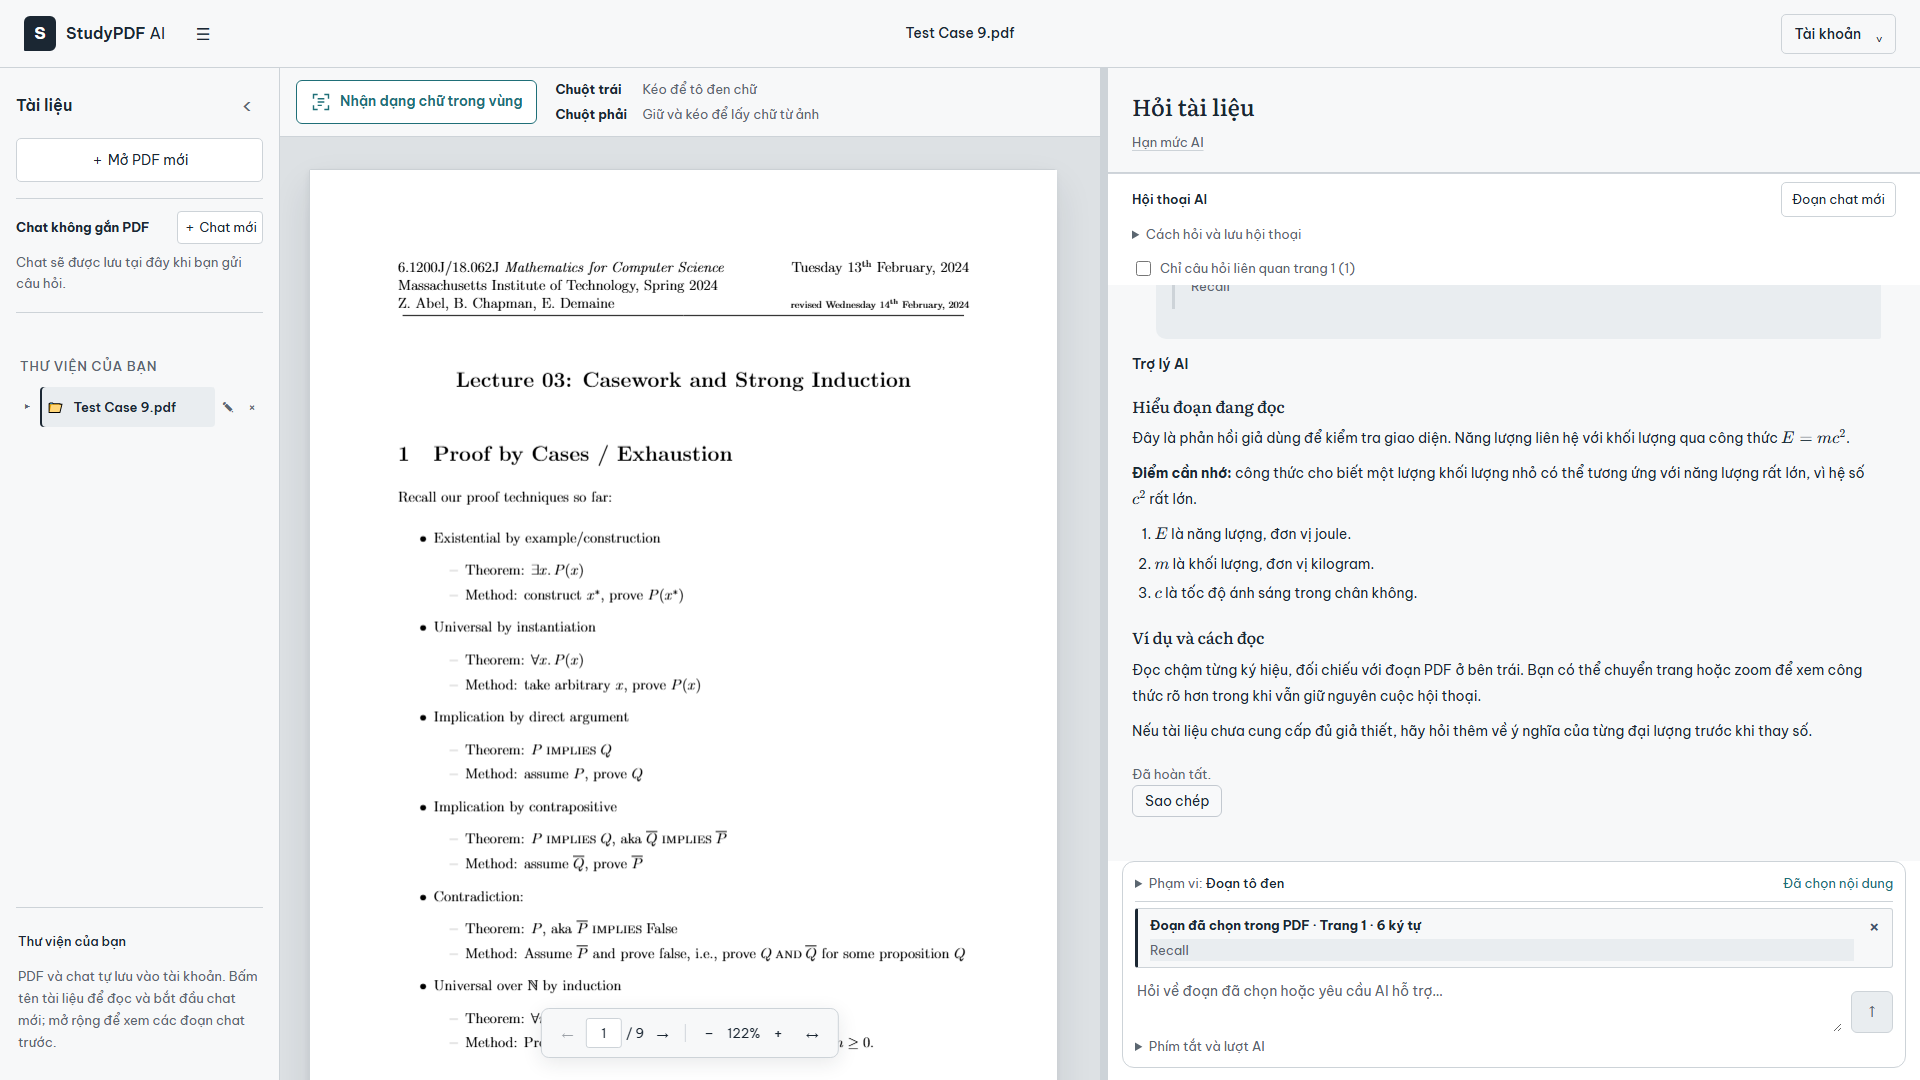 S StudyPDF AI ☰
Test Case 9.pdf
Tài khoản v
Tài liệu <
+ Mở PDF mới
Chat không gắn PDF
+ Chat mới
Chat sẽ được lưu tại đây khi bạn gửi
câu hỏi.
THƯ VIỆN CỦA BẠN
Test Case 9.pdf ×
Thư viện của bạn
PDF và chat tự lưu vào tài khoản. Bấm
tên tài liệu để đọc và bắt đầu chat
mới; mở rộng để xem các đoạn chat
trước.
Nhận dạng chữ trong vùng
Chuột trái Kéo để tô đen chữ
Chuột phải Giữ và kéo để lấy chữ từ ảnh
6.1200J/18.062J Mathematics for Computer Science Tuesday 13th February, 2024
Massachusetts Institute of Technology, Spring 2024
Z. Abel, B. Chapman, E. Demaine revised Wednesday 14th February, 2024
Lecture 03: Casework and Strong Induction
1 Proof by Cases / Exhaustion
Recall our proof techniques so far:
• Existential by example/construction
– Theorem: ∃x. P(x)
– Method: construct x*, prove P(x*)
• Universal by instantiation
– Theorem: ∀x. P(x)
– Method: take arbitrary x, prove P(x)
• Implication by direct argument
– Theorem: P IMPLIES Q
– Method: assume P, prove Q
• Implication by contrapositive
– Theorem: P IMPLIES Q, aka Q̅ IMPLIES P̅
– Method: assume Q̅, prove P̅
• Contradiction:
– Theorem: P, aka P̅ IMPLIES False
– Method: Assume P̅ and prove false, i.e., prove Q AND Q̅ for some proposition Q
• Universal over ℕ by induction
– Theorem: ∀
– Method: ≥ 0.
← 1 / 9 → − 122% + ↔
Hỏi tài liệu
Hạn mức AI
Hội thoại AI
Đoạn chat mới
▶ Cách hỏi và lưu hội thoại
Chỉ câu hỏi liên quan trang 1 (1)
Recall
Trợ lý AI
Hiểu đoạn đang đọc
Đây là phản hồi giả dùng để kiểm tra giao diện. Năng lượng liên hệ với khối lượng qua công thức E = mc².
Điểm cần nhớ: công thức cho biết một lượng khối lượng nhỏ có thể tương ứng với năng lượng rất lớn, vì hệ số
c² rất lớn.
1. E là năng lượng, đơn vị joule.
2. m là khối lượng, đơn vị kilogram.
3. c là tốc độ ánh sáng trong chân không.
Ví dụ và cách đọc
Đọc chậm từng ký hiệu, đối chiếu với đoạn PDF ở bên trái. Bạn có thể chuyển trang hoặc zoom để xem công
thức rõ hơn trong khi vẫn giữ nguyên cuộc hội thoại.
Nếu tài liệu chưa cung cấp đủ giả thiết, hãy hỏi thêm về ý nghĩa của từng đại lượng trước khi thay số.
Đã hoàn tất.
Sao chép
▶ Phạm vi: Đoạn tô đen
Đã chọn nội dung
Đoạn đã chọn trong PDF · Trang 1 · 6 ký tự ×
Recall
Hỏi về đoạn đã chọn hoặc yêu cầu AI hỗ trợ...
↑
▶ Phím tắt và lượt AI